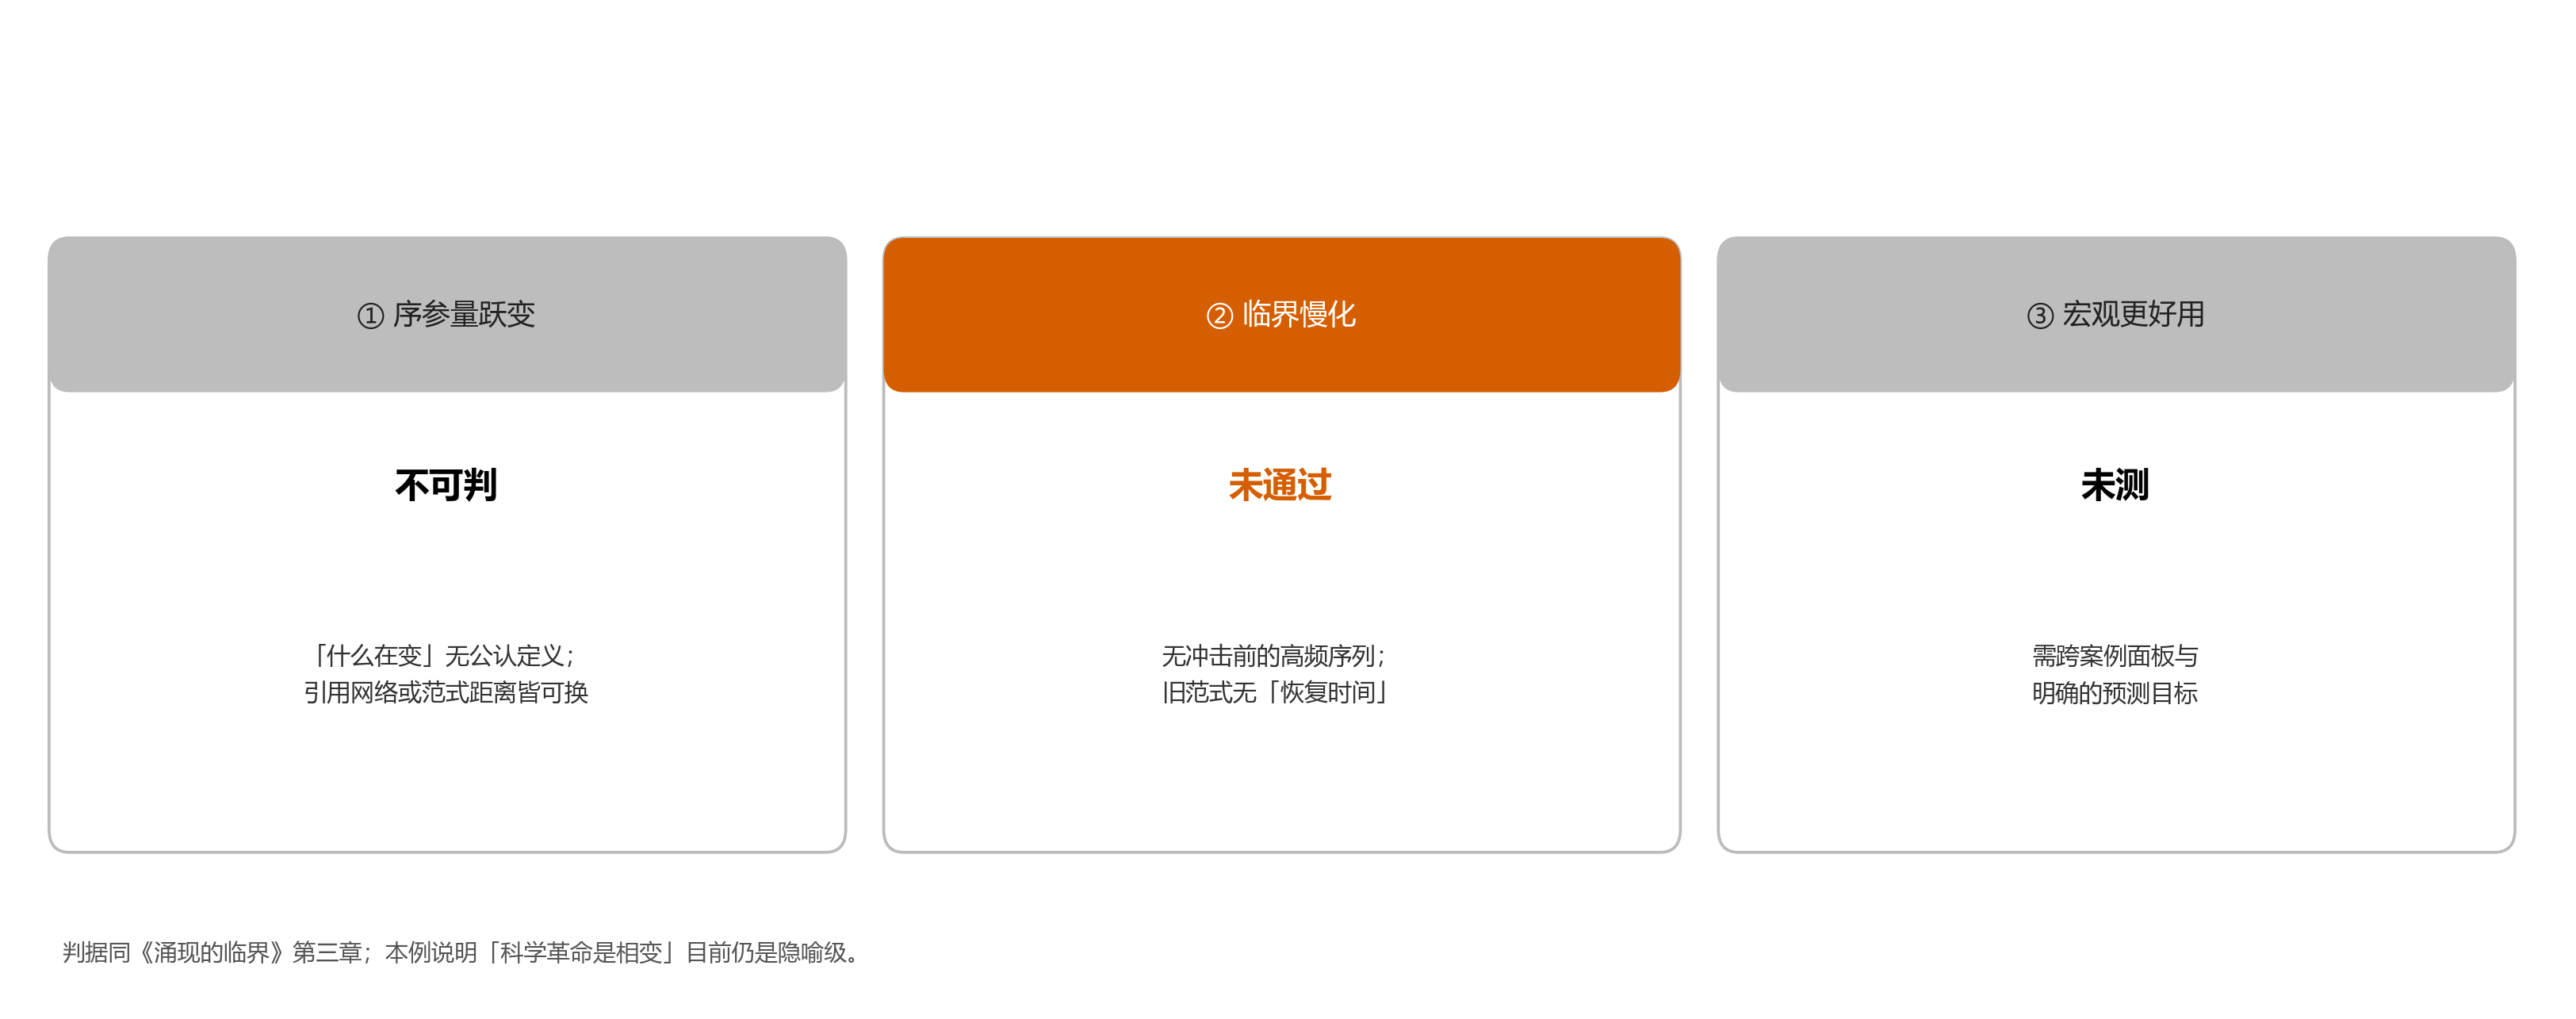 ① 序参量跃变
不可判
「什么在变」无公认定义；
引用网络或范式距离皆可换
② 临界慢化
未通过
无冲击前的高频序列；
旧范式无「恢复时间」
③ 宏观更好用
未测
需跨案例面板与
明确的预测目标
判据同《涌现的临界》第三章；本例说明「科学革命是相变」目前仍是隐喻级。